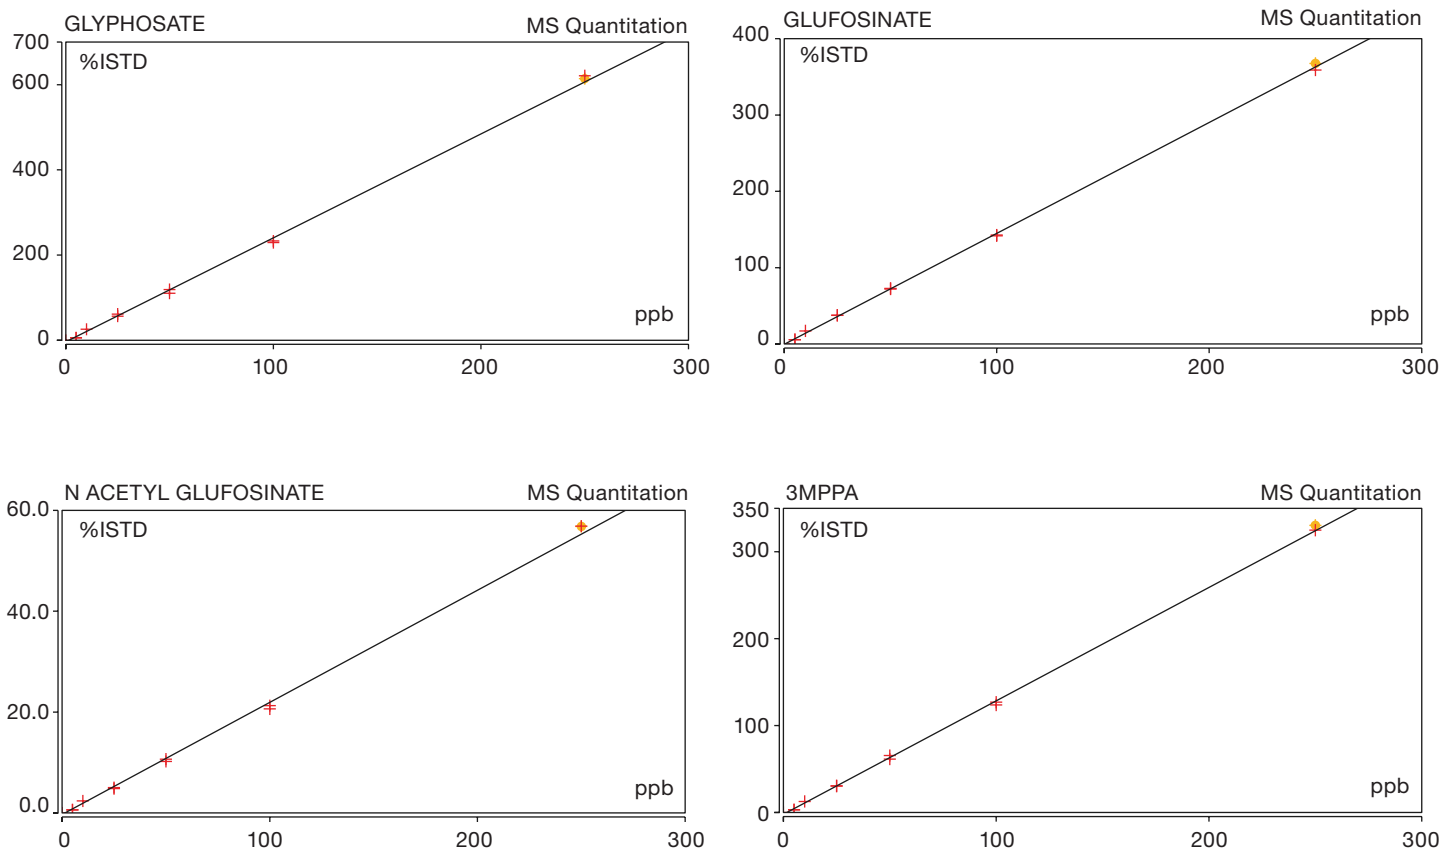 GLYPHOSATE MS Quantitation
700
%ISTD
600
400
200
ppb
0
0 100 200 300
GLUFOSINATE MS Quantitation
400
%ISTD
300
200
100
ppb
0
0 100 200 300
N ACETYL GLUFOSINATE MS Quantitation
60.0
%ISTD
40.0
20.0
ppb
0.0
0 100 200 300
3MPPA MS Quantitation
350
%ISTD
300
200
100
ppb
0
0 100 200 300